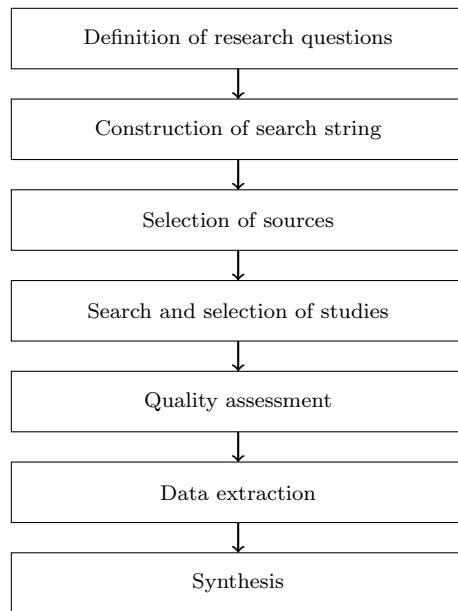 Definition of research questions
Construction of search string
Selection of sources
Search and selection of studies
Quality assessment
Data extraction
Synthesis